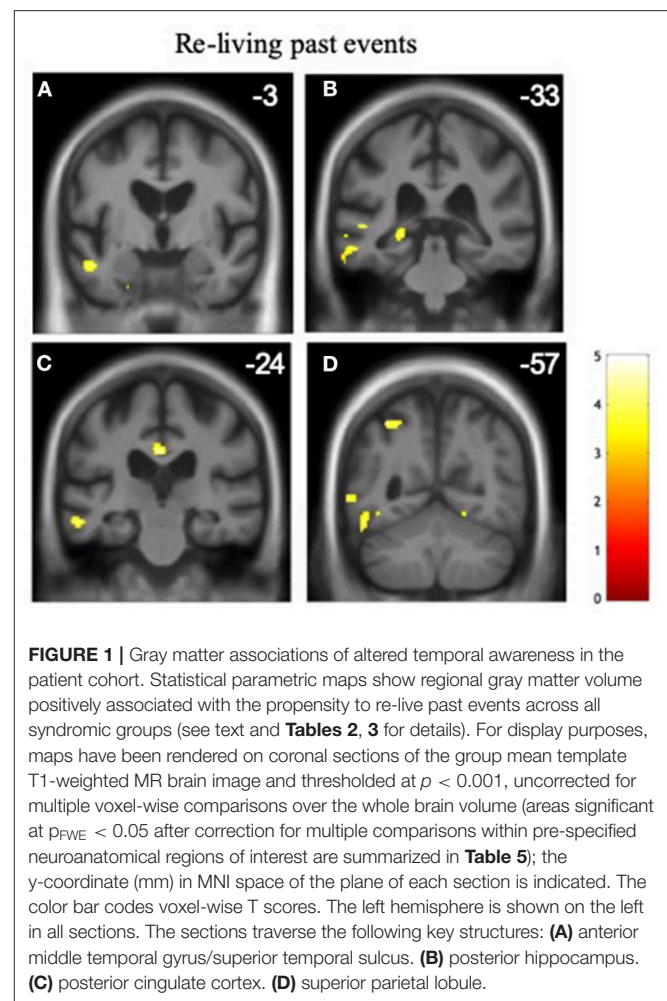 Re-living past events
A
-3
B
-33
C
-24
D
-57
5
4
3
2
1
0
FIGURE 1 | Gray matter associations of altered temporal awareness in the
patient cohort. Statistical parametric maps show regional gray matter volume
positively associated with the propensity to re-live past events across all
syndromic groups (see text and Tables 2, 3 for details). For display purposes,
maps have been rendered on coronal sections of the group mean template
T1-weighted MR brain image and thresholded at p < 0.001, uncorrected for
multiple voxel-wise comparisons over the whole brain volume (areas significant
at pFWE < 0.05 after correction for multiple comparisons within pre-specified
neuroanatomical regions of interest are summarized in Table 5); the
y-coordinate (mm) in MNI space of the plane of each section is indicated. The
color bar codes voxel-wise T scores. The left hemisphere is shown on the left
in all sections. The sections traverse the following key structures: (A) anterior
middle temporal gyrus/superior temporal sulcus. (B) posterior hippocampus.
(C) posterior cingulate cortex. (D) superior parietal lobule.